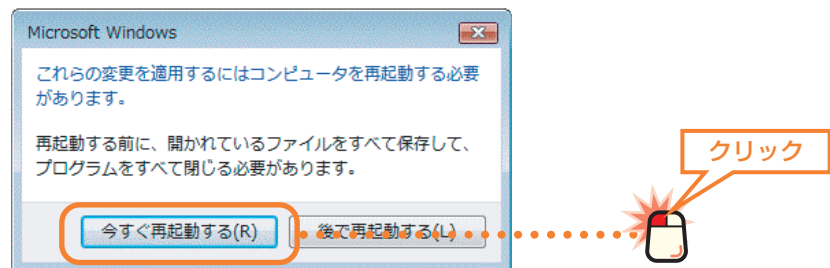 Microsoft Windows
これらの変更を適用するにはコンピュータを再起動する必要
があります。
再起動する前に、開かれているファイルをすべて保存して、
プログラムをすべて閉じる必要があります。
クリック
今すぐ再起動する(R)
後で再起動する(L)